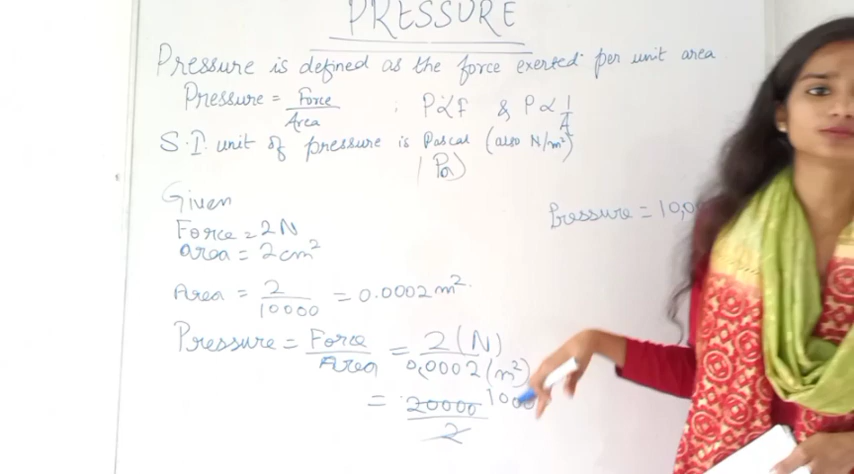 PRESSURE
Pressure is defined as the force exerted per unit area
Pressure = Force/Area ; P∝F & P∝1/A
S.I. unit of pressure is Pascal (also N/m²)
(Pa)
Given
Force = 2N
Area = 2cm²
Pressure = 10,00
Area = 2/10000 = 0.0002m².
Pressure = Force/Area = 2(N)/0.0002(m²)
= 20000/2 1000